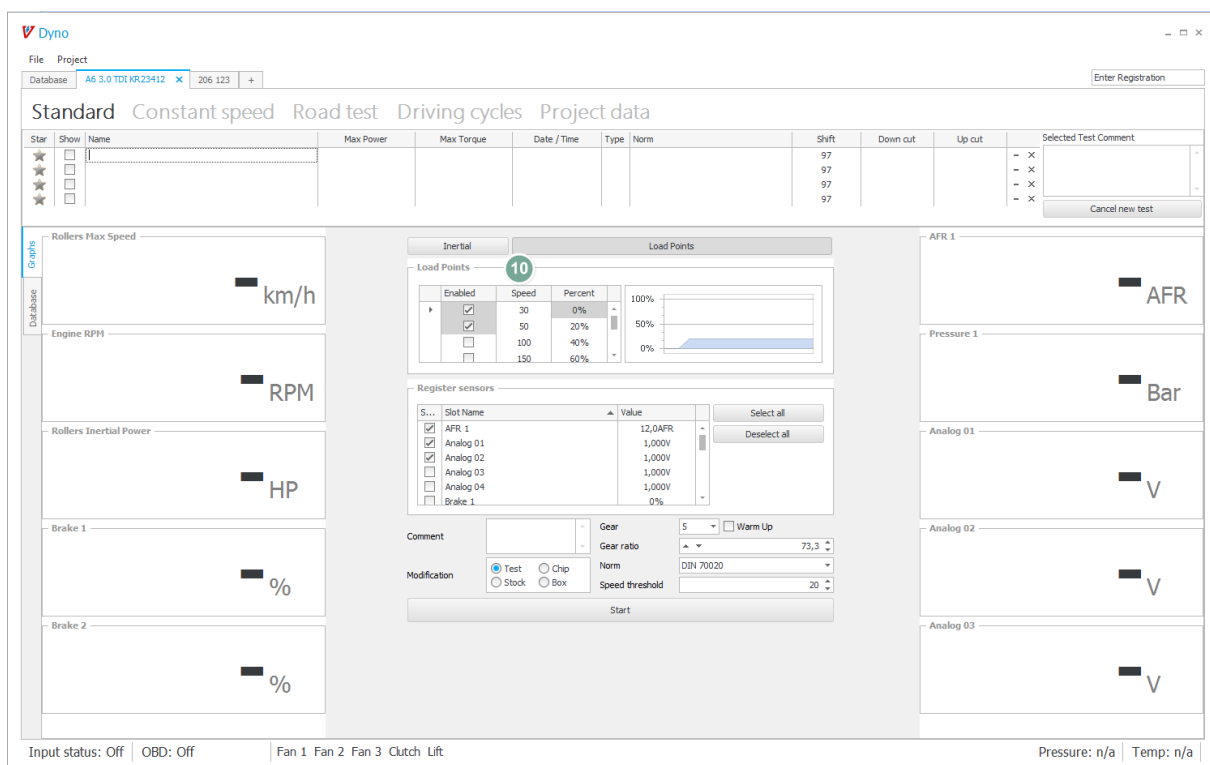 Dyno
File Project
Database A6 3.0 TDI KR23412 × 206 123 + Enter Registration
Standard Constant speed Road test Driving cycles Project data
Star Show Name Max Power Max Torque Date / Time Type Norm Shift Down cut Up cut Selected Test Comment
97
97
97
97
Cancel new test
Graphs
Database
Rollers Max Speed
km/h
Engine RPM
RPM
Rollers Inertial Power
HP
Brake 1
%
Brake 2
%
Inertial Load Points
Load Points 10
Enabled Speed Percent
30 0%
50 20%
100 40%
150 60%
100%
50%
0%
Register sensors
S... Slot Name Value
AFR 1 12,0AFR
Analog 01 1,000V
Analog 02 1,000V
Analog 03 1,000V
Analog 04 1,000V
Brake 1 0%
Select all
Deselect all
Comment
Modification
Test Chip
Stock Box
Gear 5 Warm Up
Gear ratio 73,3
Norm DIN 70020
Speed threshold 20
Start
AFR 1
AFR
Pressure 1
Bar
Analog 01
V
Analog 02
V
Analog 03
V
Input status: Off OBD: Off Fan 1 Fan 2 Fan 3 Clutch Lift Pressure: n/a Temp: n/a